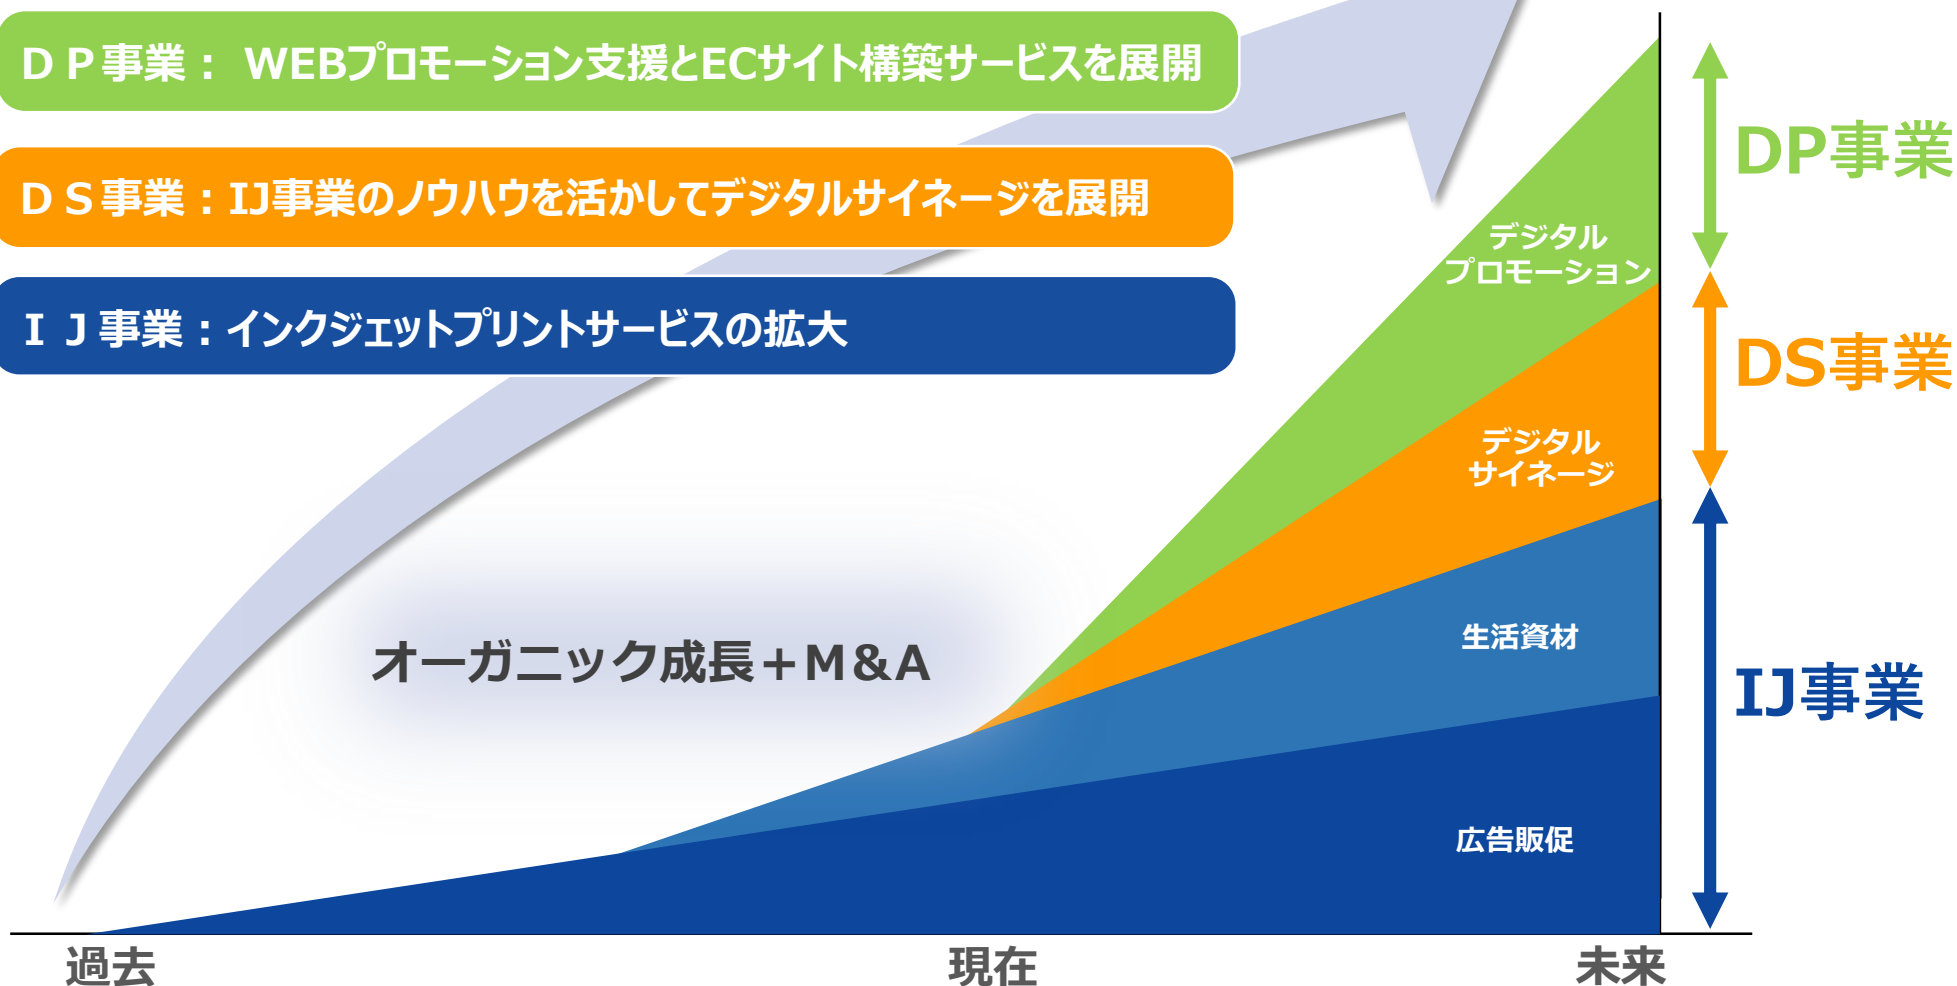 ＤＰ事業： WEBプロモーション支援とECサイト構築サービスを展開
ＤＳ事業：IJ事業のノウハウを活かしてデジタルサイネージを展開
ＩＪ事業：インクジェットプリントサービスの拡大
オーガニック成長＋M&A
デジタル
プロモーション
デジタル
サイネージ
生活資材
広告販促
DP事業
DS事業
IJ事業
過去
現在
未来